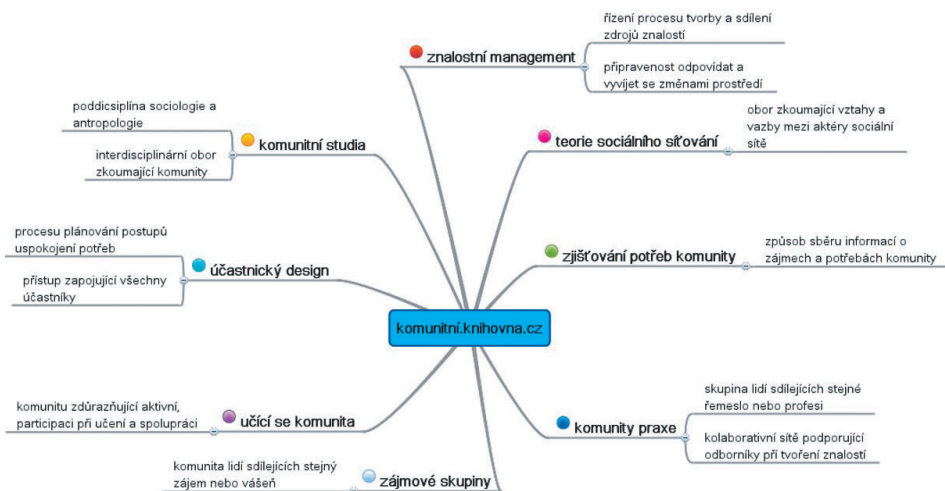 znalostní management
řízení procesu tvorby a sdílení
zdrojů znalostí
připravenost odpovídat a
vyvíjet se změnami prostředí
teorie sociálního síťování
obor zkoumající vztahy a
vazby mezi aktéry sociální
sítě
zjišťování potřeb komunity
způsob sběru informací o
zájmech a potřebách komunity
komunity praxe
skupina lidí sdílejících stejné
řemeslo nebo profesi
kolaborativní sítě podporující
odborníky při tvoření znalostí
komunitní studia
poddicsiplína sociologie a
antropologie
interdisciplinární obor
zkoumající komunity
účastnický design
procesu plánování postupů
uspokojení potřeb
přístup zapojující všechny
účastníky
komunitní.knihovna.cz
učící se komunita
komunitu zdůrazňující aktivní,
participaci při učení a spolupráci
zájmové skupiny
komunita lidí sdílejících stejný
zájem nebo vášeň